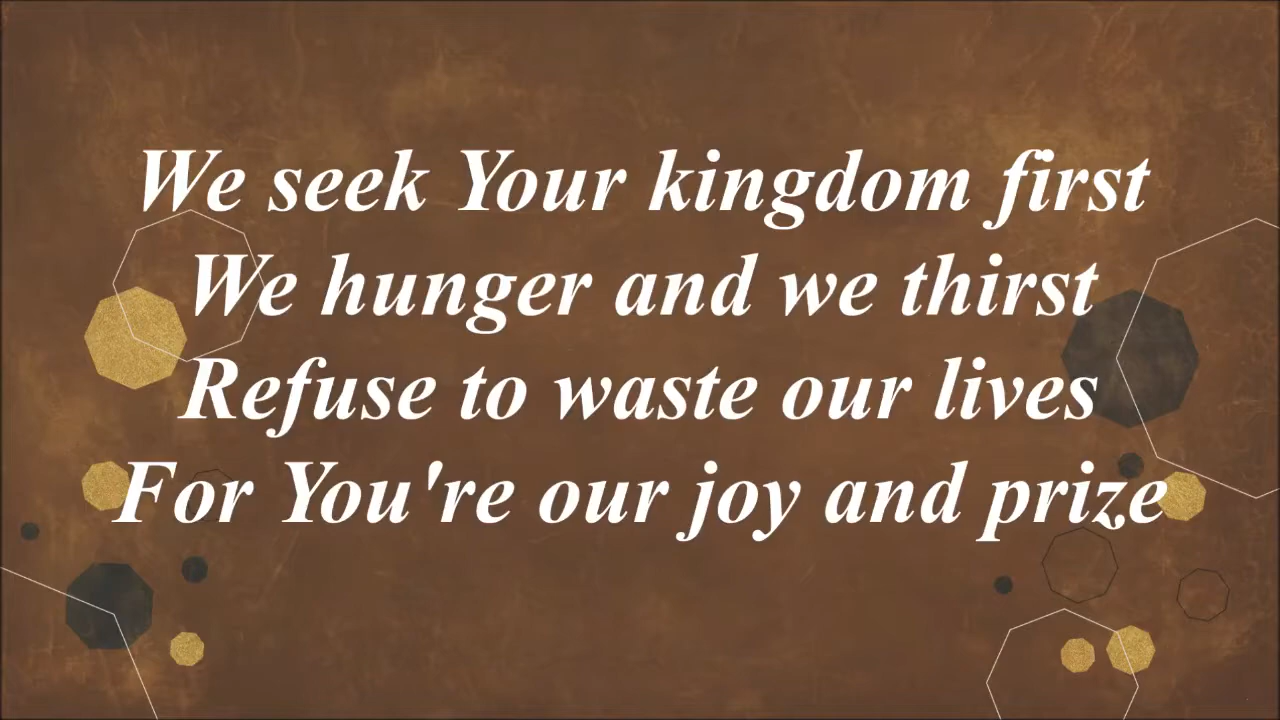 We seek Your kingdom first
We hunger and we thirst
Refuse to waste our lives
For You're our joy and prize